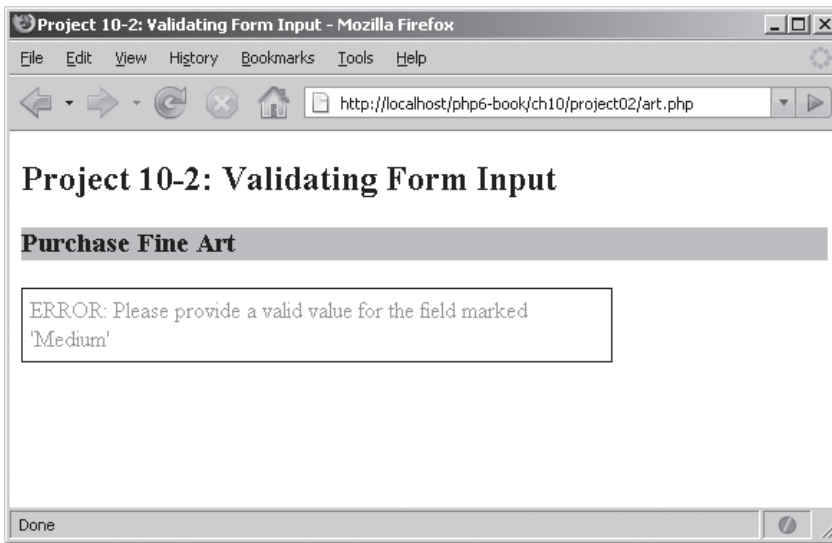 Project 10-2: Validating Form Input - Mozilla Firefox
File Edit View History Bookmarks Tools Help
http://localhost/php6-book/ch10/project02/art.php
Project 10-2: Validating Form Input
Purchase Fine Art
ERROR: Please provide a valid value for the field marked
'Medium'
Done